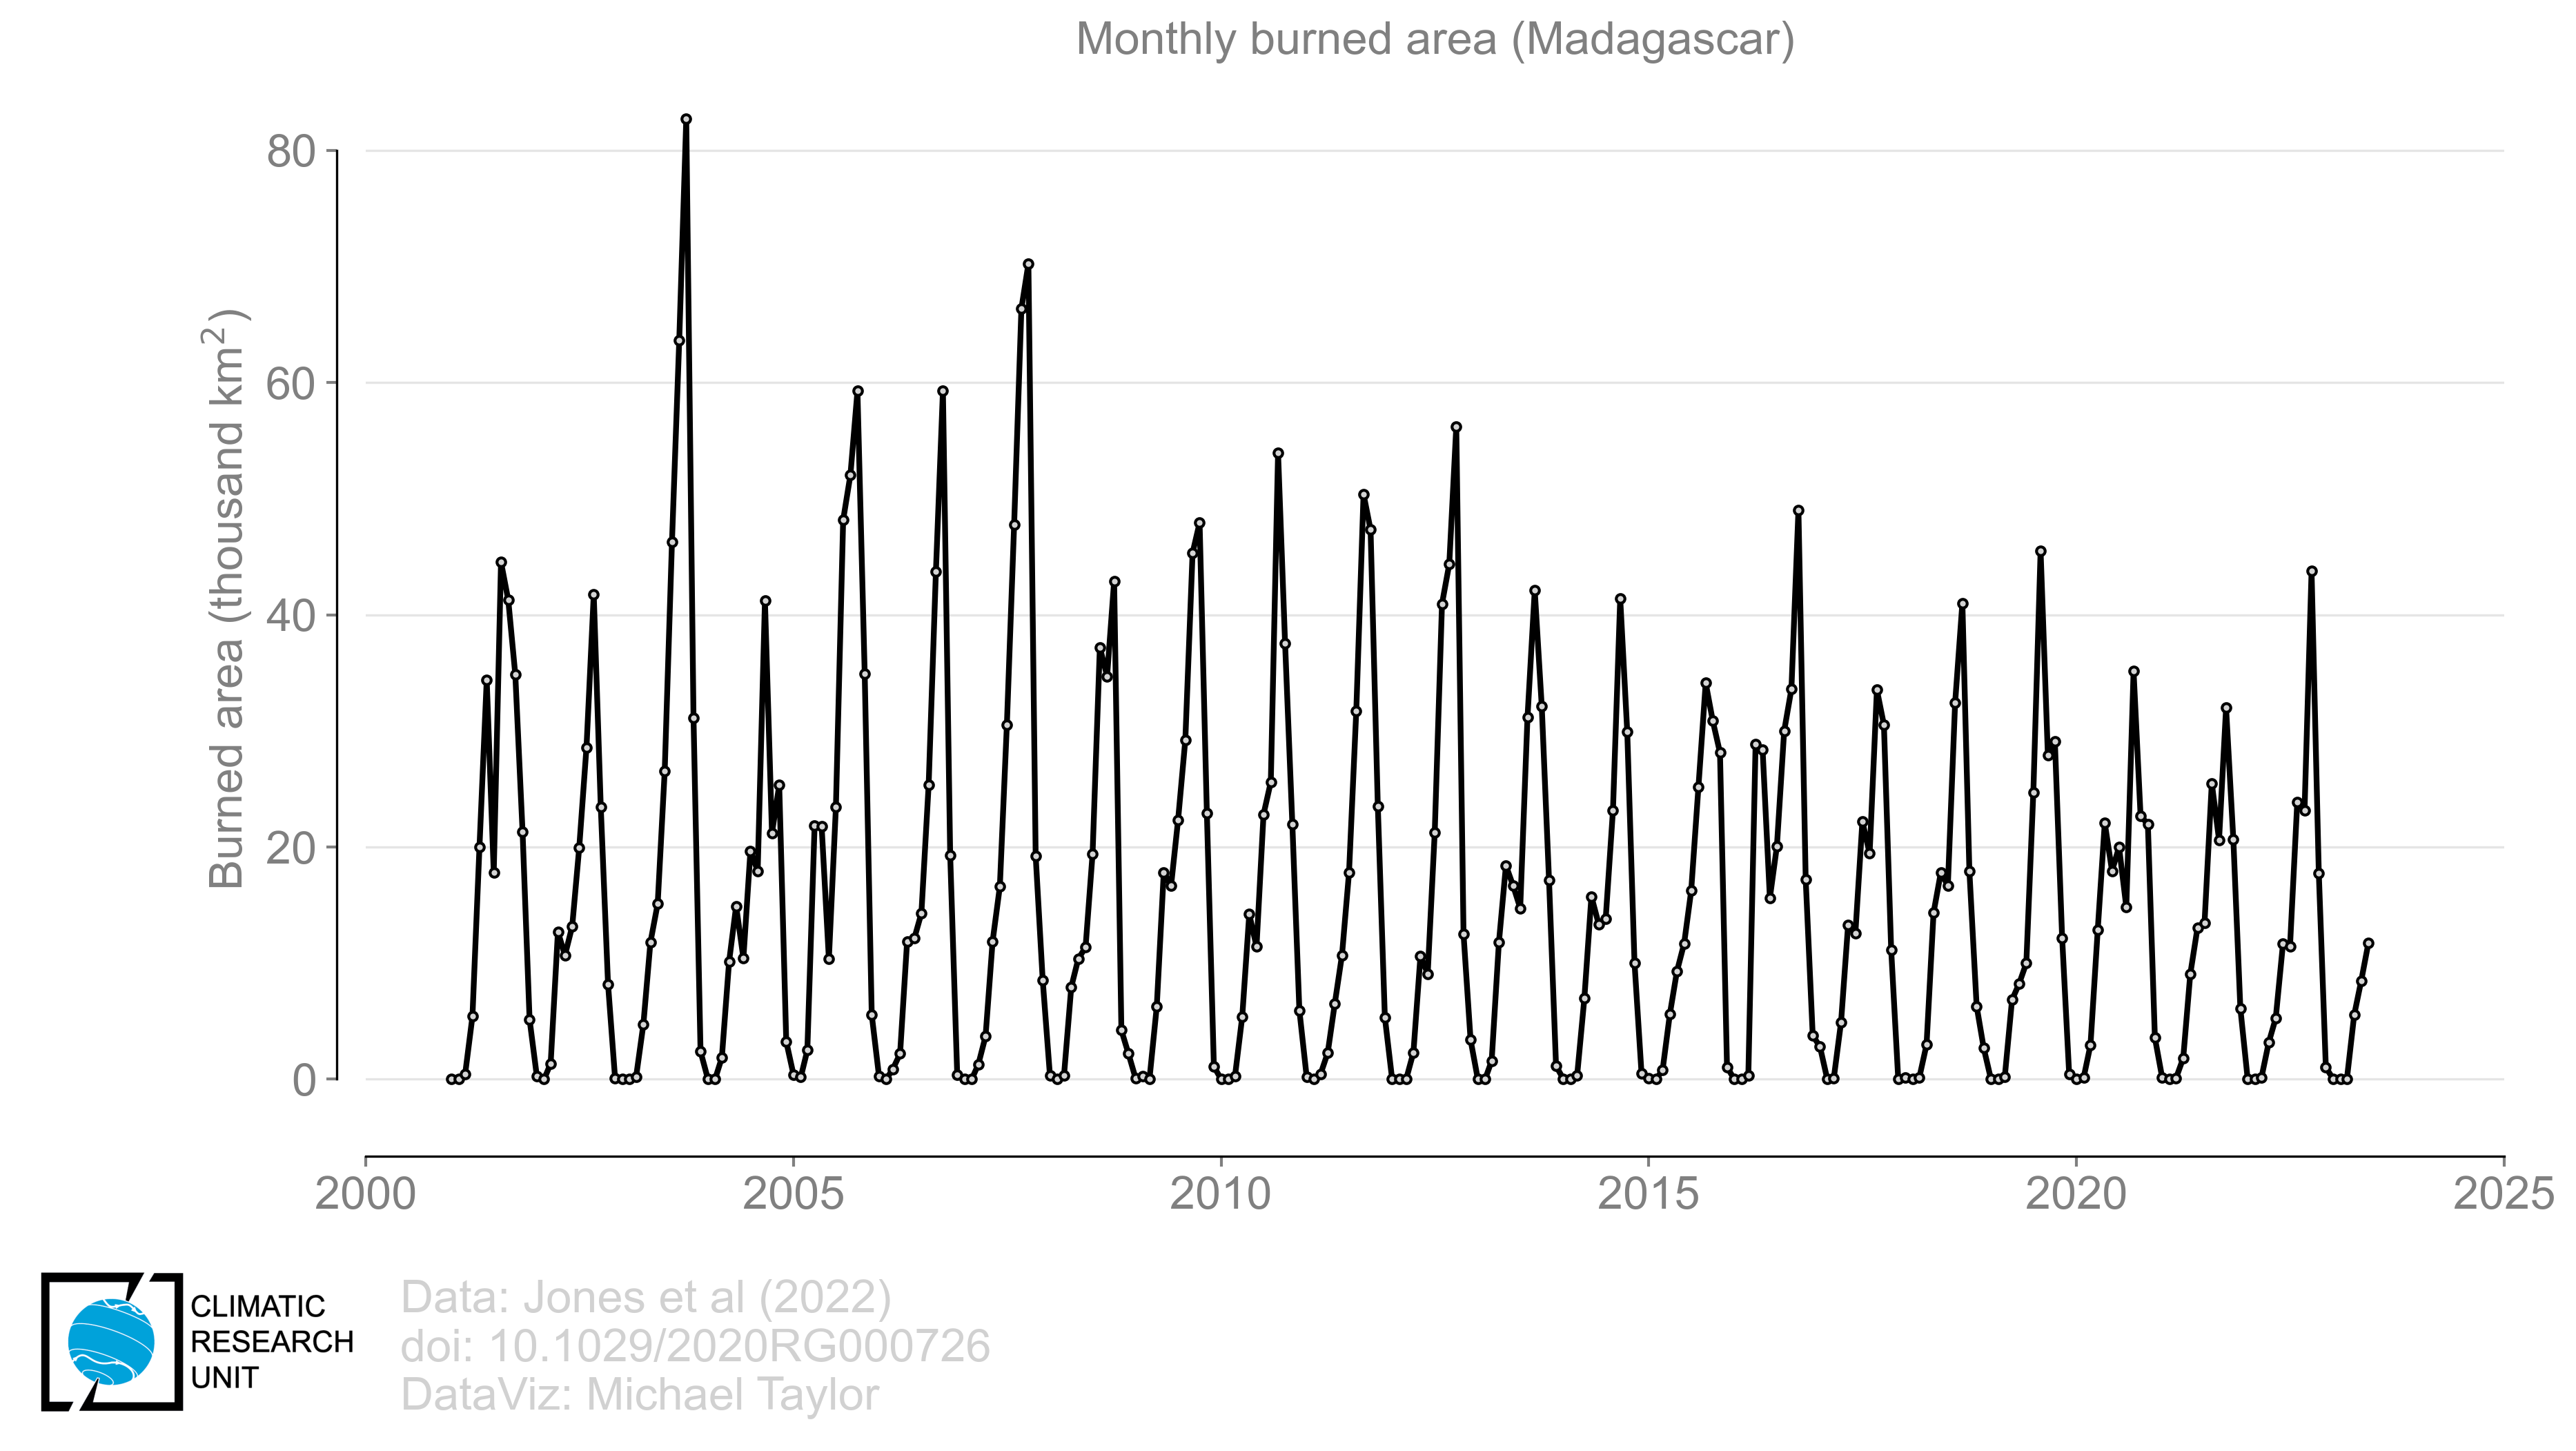 Monthly burned area (Madagascar)
Burned area (thousand km²)
80
60
40
20
0
2000
2005
2010
2015
2020
2025
CLIMATIC
RESEARCH
UNIT
Data: Jones et al (2022)
doi: 10.1029/2020RG000726
DataViz: Michael Taylor